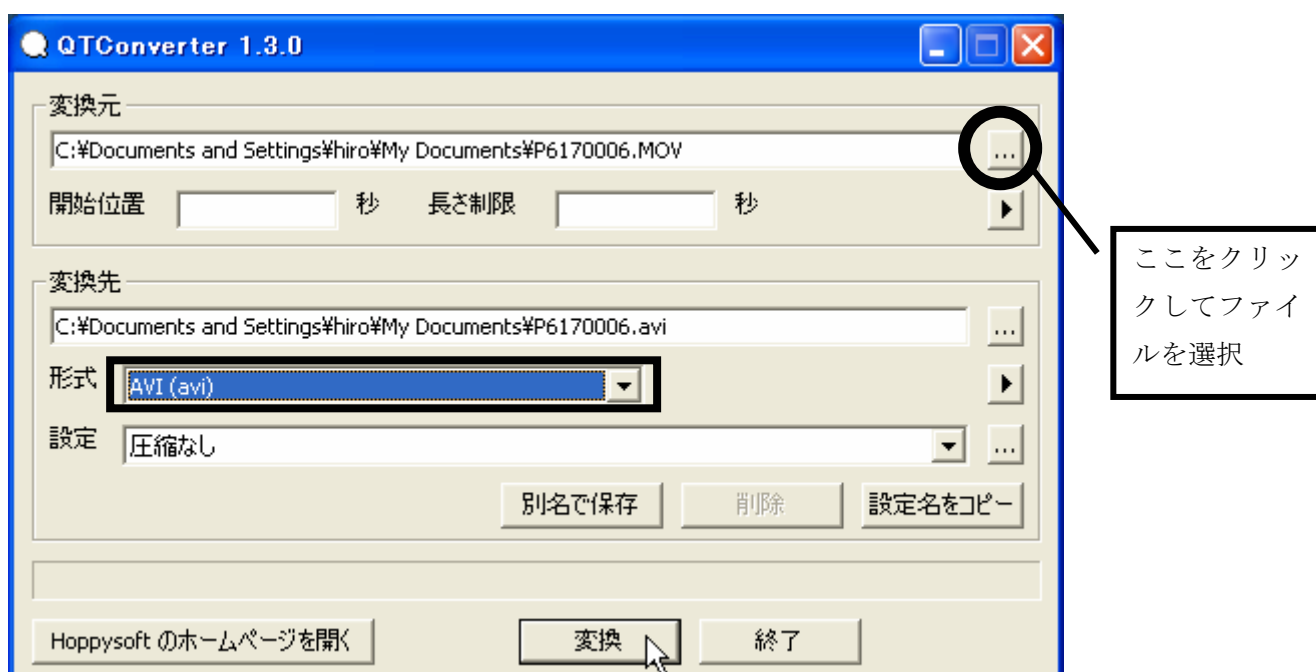 QTConverter 1.3.0
変換元
C:¥Documents and Settings¥hiro¥My Documents¥P6170006.MOV
...
開始位置 秒 長さ制限 秒
ここをクリッ
クしてファイ
ルを選択
変換先
C:¥Documents and Settings¥hiro¥My Documents¥P6170006.avi
...
形式 AVI (avi)
設定 圧縮なし
...
別名で保存 削除 設定名をコピー
Hoppysoft のホームページを開く 変換 終了